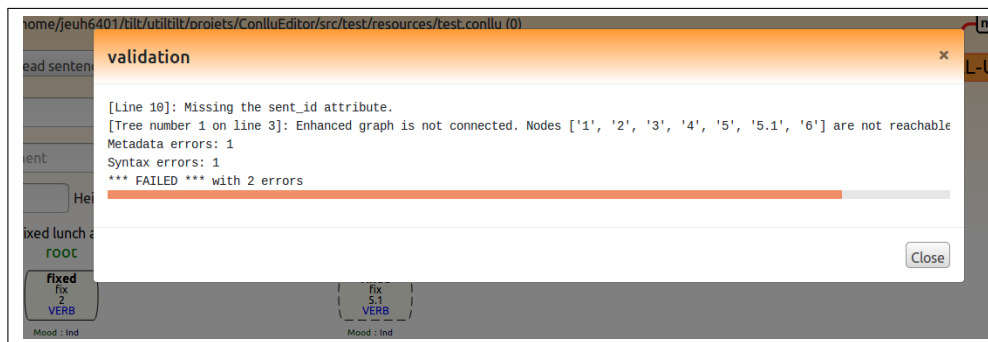 home/jeuh6401/tilt/utiltilt/projets/ConlluEditor/src/test/resources/test.conllu (0)
ead senten
validation
×
L-U
[Line 10]: Missing the sent_id attribute.
[Tree number 1 on line 3]: Enhanced graph is not connected. Nodes ['1', '2', '3', '4', '5', '5.1', '6'] are not reachable
Metadata errors: 1
Syntax errors: 1
*** FAILED *** with 2 errors
ment
Hei
ixed lunch a
root
Close
fixed
fix
2
VERB
Mood : Ind
fix
5.1
VERB
Mood : Ind